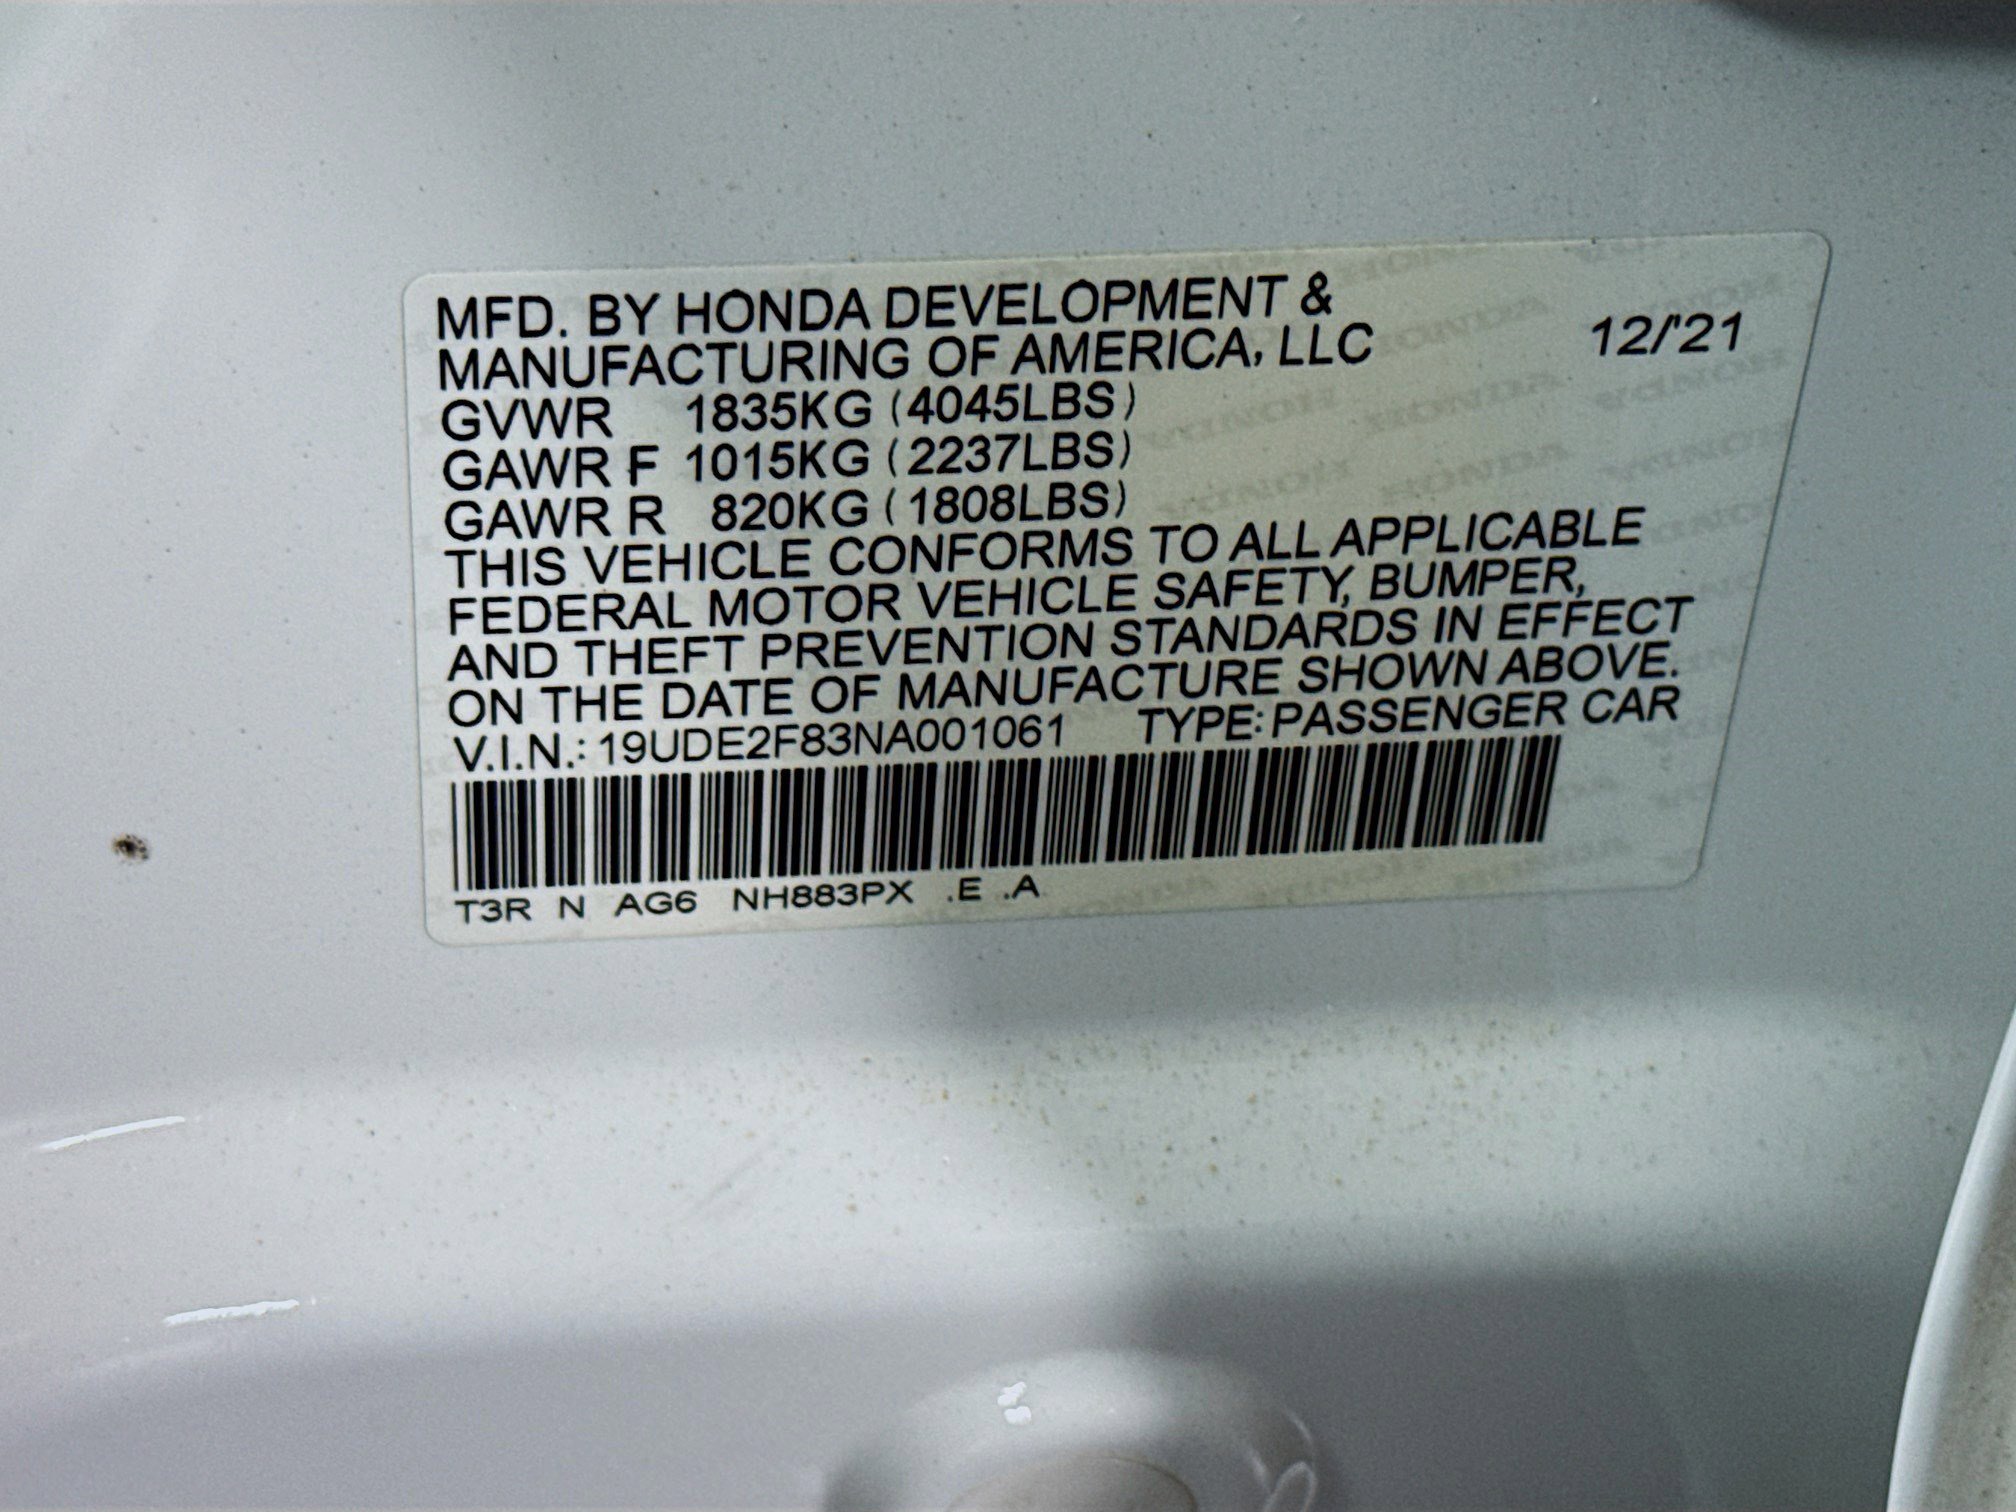 MFD. BY HONDA DEVELOPMENT &
MANUFACTURING OF AMERICA, LLC 12/'21
GVWR 1835KG (4045LBS)
GAWR F 1015KG (2237LBS)
GAWR R 820KG (1808LBS)
THIS VEHICLE CONFORMS TO ALL APPLICABLE
FEDERAL MOTOR VEHICLE SAFETY, BUMPER,
AND THEFT PREVENTION STANDARDS IN EFFECT
ON THE DATE OF MANUFACTURE SHOWN ABOVE.
V.I.N.: 19UDE2F83NA001061 TYPE: PASSENGER CAR
T3R N AG6 NH883PX .E .A